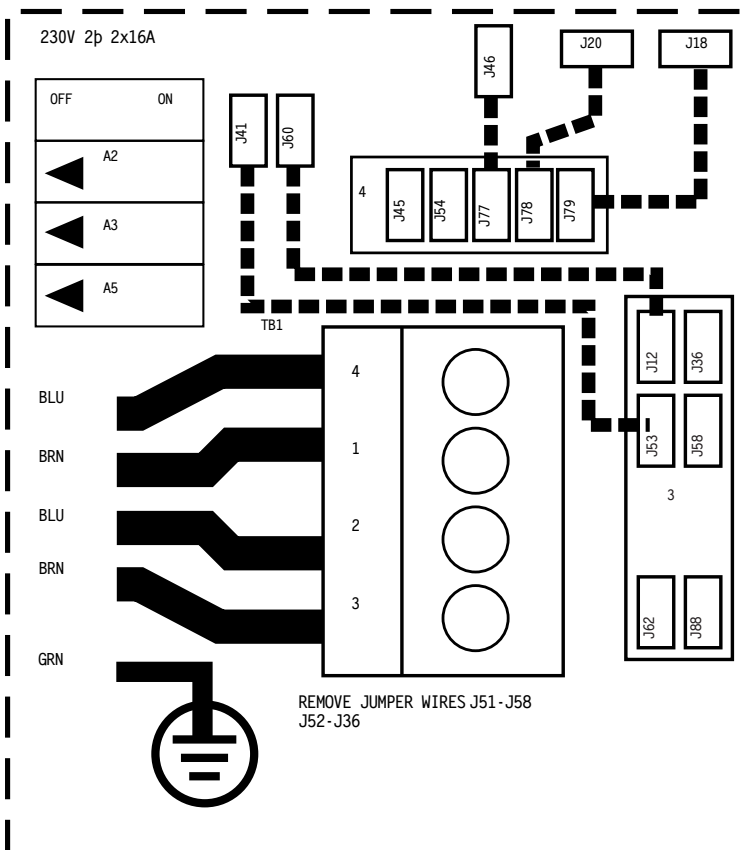 230V 2þ 2x16A
OFF ON
A2
A3
A5
J41
J60
J46
J20
J18
4
J45
J54
J77
J78
J79
TB1
BLU
BRN
BLU
BRN
GRN
4
1
2
3
J12
J36
J53
J58
3
J62
J88
REMOVE JUMPER WIRES J51-J58
J52-J36